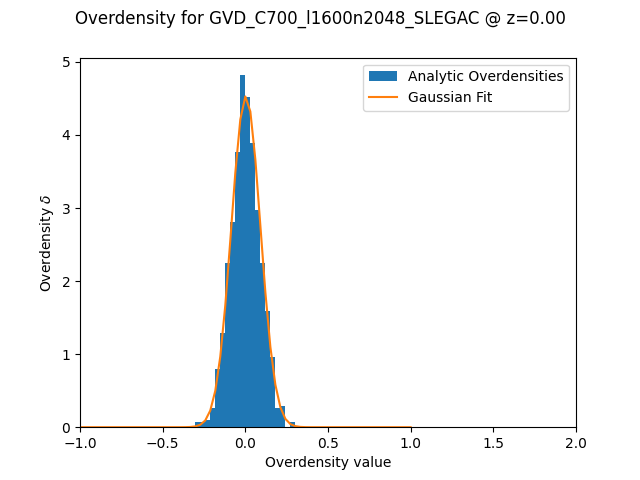 Overdensity for GVD_C700_l1600n2048_SLEGAC @ z=0.00
Analytic Overdensities
Gaussian Fit
Overdensity δ
5
4
3
2
1
0
−1.0 −0.5 0.0 0.5 1.0 1.5 2.0
Overdensity value